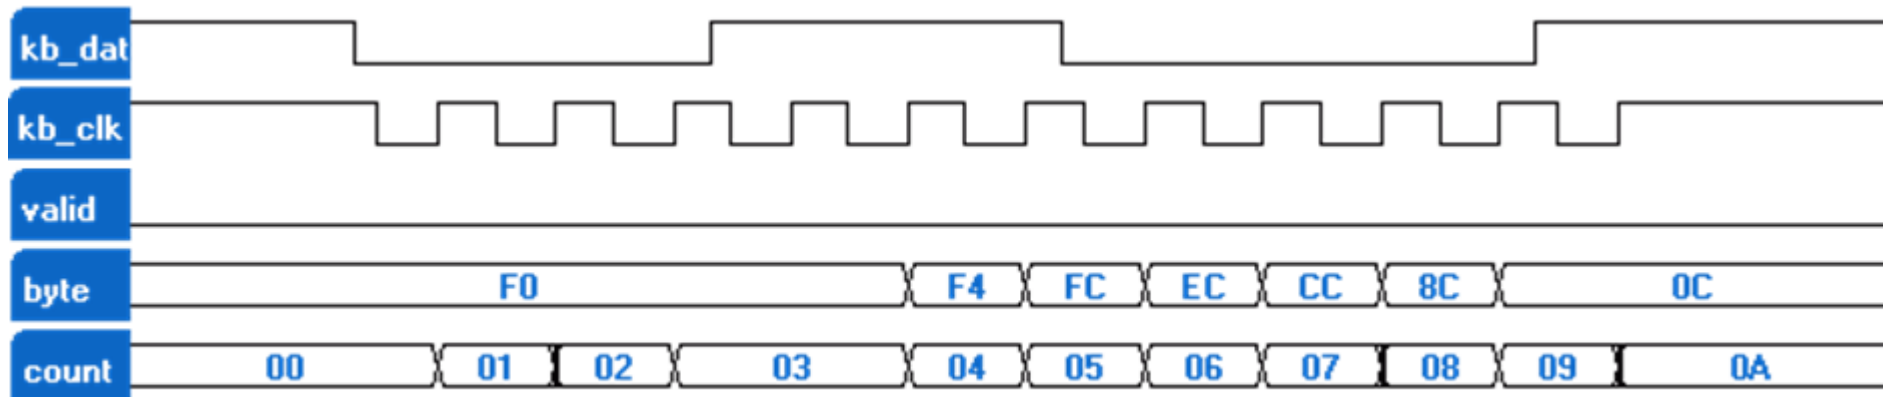 kb_dat
kb_clk
valid
byte F0 F4 FC EC CC 8C 0C
count 00 01 02 03 04 05 06 07 08 09 0A